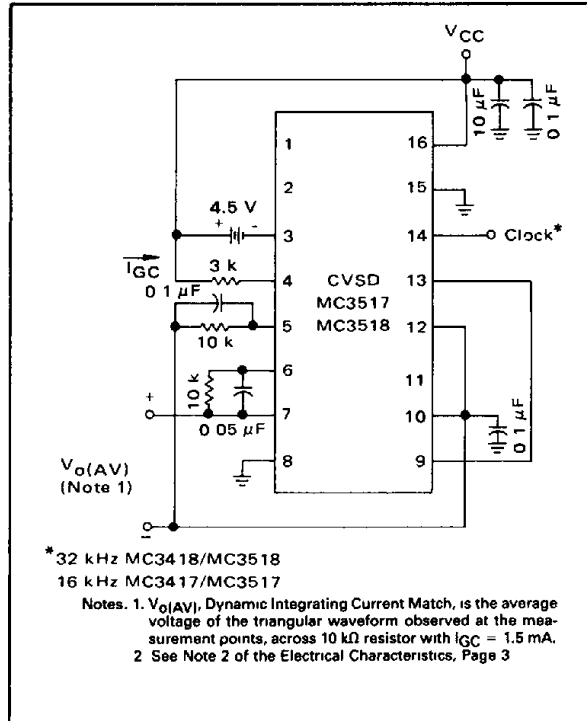 VCC
10 µF
0 1 µF
1
16
2
15
4.5 V
+ -
3
14
Clock*
IGC
3 k
4
CVSD
13
0 1 µF
MC3517
5
MC3518
12
10 k
6
11
10 k
+
7
10
0 1 µF
0 05 µF
8
9
Vo(AV)
(Note 1)
−
*32 kHz MC3418/MC3518
16 kHz MC3417/MC3517
Notes. 1. Vo(AV), Dynamic Integrating Current Match, is the average
voltage of the triangular waveform observed at the mea-
surement points, across 10 kΩ resistor with IGC = 1.5 mA.
2 See Note 2 of the Electrical Characteristics, Page 3